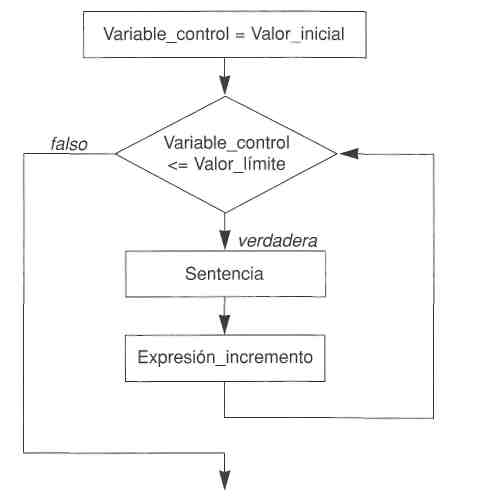 Variable_control = Valor_inicial
falso
Variable_control
<= Valor_límite
verdadera
Sentencia
Expresión_incremento